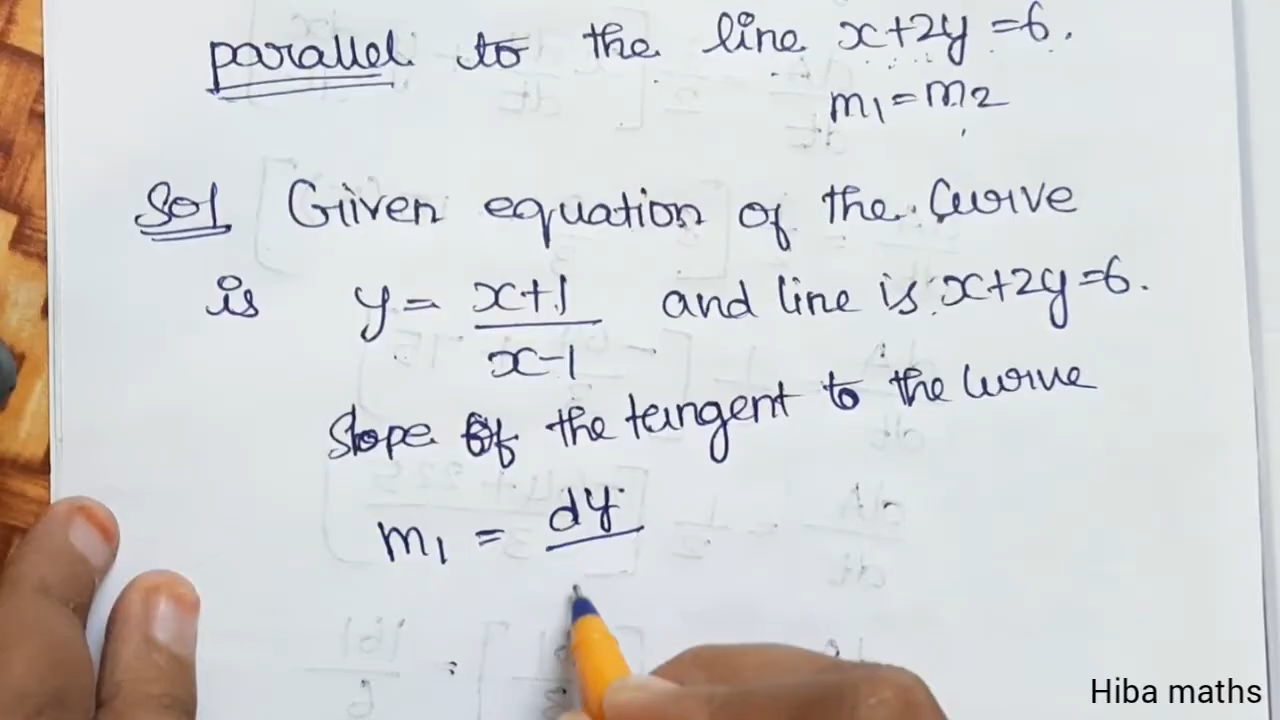 parallel to the line x+2y=6.
m1=m2
Sol Given equation of the curve
is y = x+1/x-1 and line is x+2y=6.
Slope of the tangent to the curve
m1 = dy
Hiba maths